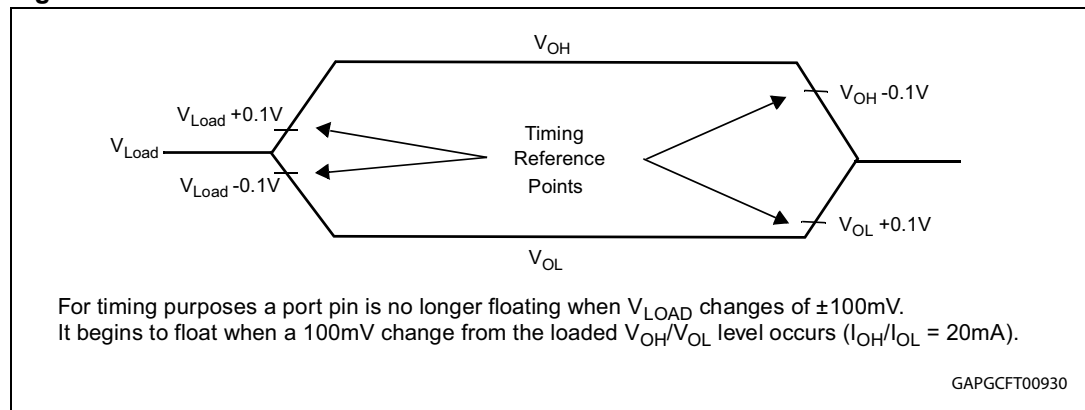 V_OH
V_Load +0.1V
V_OH -0.1V
V_Load
Timing
Reference
Points
V_Load -0.1V
V_OL +0.1V
V_OL
For timing purposes a port pin is no longer floating when V_LOAD changes of ±100mV.
It begins to float when a 100mV change from the loaded V_OH/V_OL level occurs (I_OH/I_OL = 20mA).
GAPGCFT00930